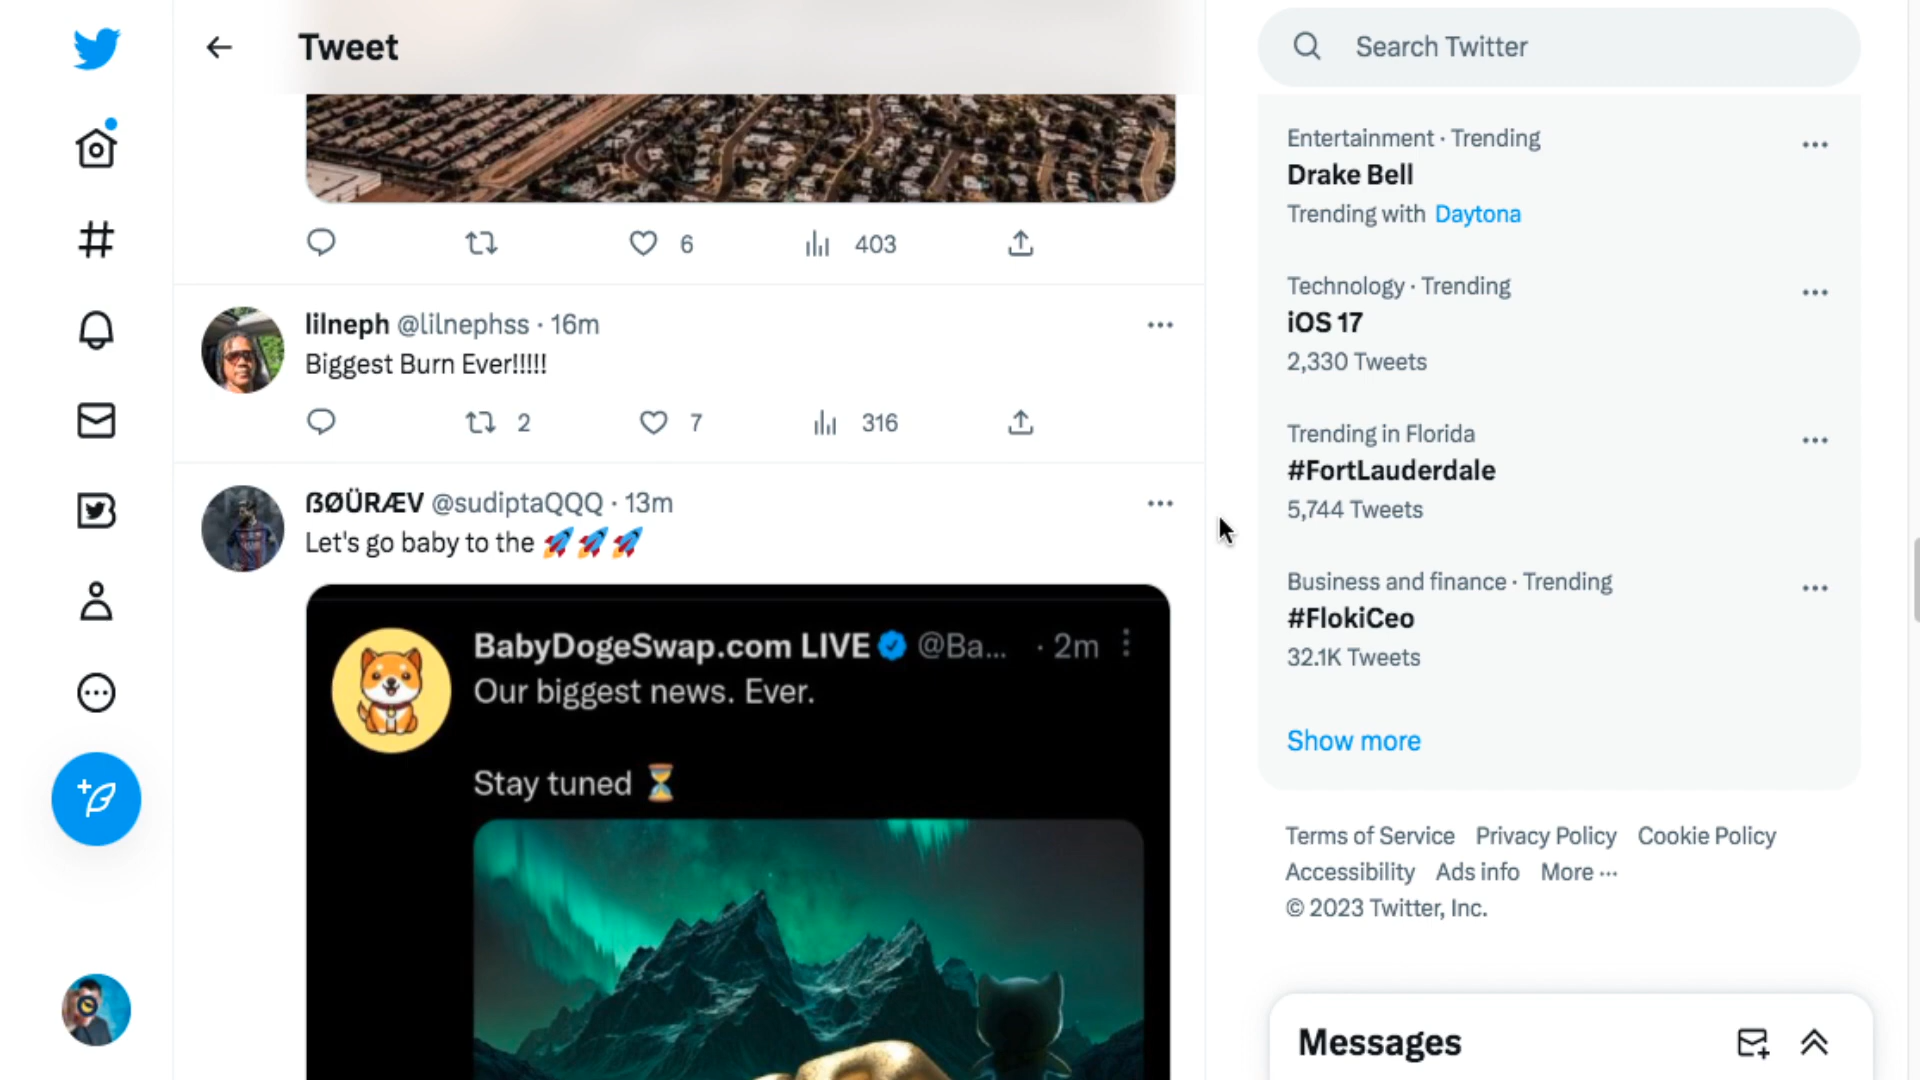 Tweet
6 403
lilneph @lilnephss · 16m
Biggest Burn Ever!!!!!
2 7 316
ẞØÜRÆV @sudiptaQQQ · 13m
Let's go baby to the 🚀🚀🚀
BabyDogeSwap.com LIVE @Ba... · 2m
Our biggest news. Ever.
Stay tuned ⏳
Search Twitter
Entertainment · Trending
Drake Bell
Trending with Daytona
Technology · Trending
iOS 17
2,330 Tweets
Trending in Florida
#FortLauderdale
5,744 Tweets
Business and finance · Trending
#FlokiCeo
32.1K Tweets
Show more
Terms of Service Privacy Policy Cookie Policy
Accessibility Ads info More ···
© 2023 Twitter, Inc.
Messages